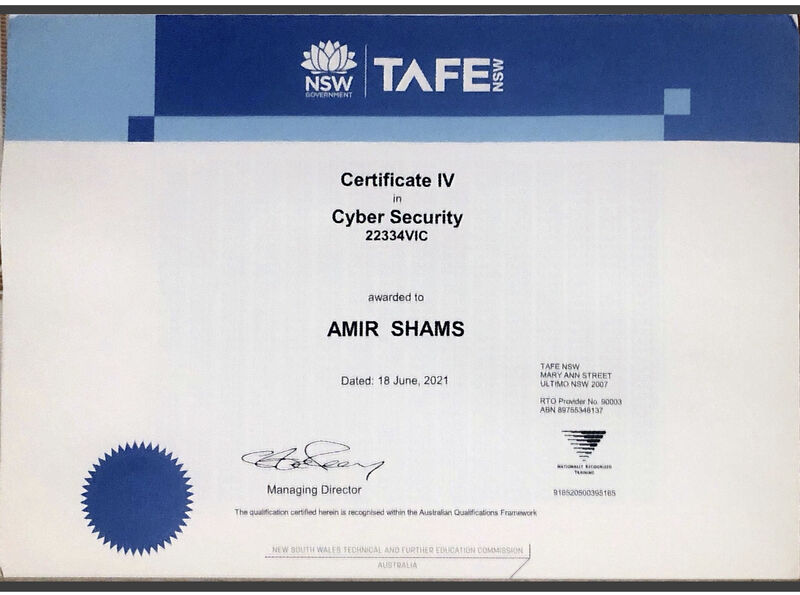 NSW
GOVERNMENT
TAFE NSW
Certificate IV
in
Cyber Security
22334VIC
awarded to
AMIR SHAMS
Dated: 18 June, 2021
TAFE NSW
MARY ANN STREET
ULTIMO NSW 2007
RTO Provider No. 90003
ABN 89755348137
NATIONALLY RECOGNISED
TRAINING
Managing Director
918520500395165
The qualification certified herein is recognised within the Australian Qualifications Framework
NEW SOUTH WALES TECHNICAL AND FURTHER EDUCATION COMMISSION
AUSTRALIA